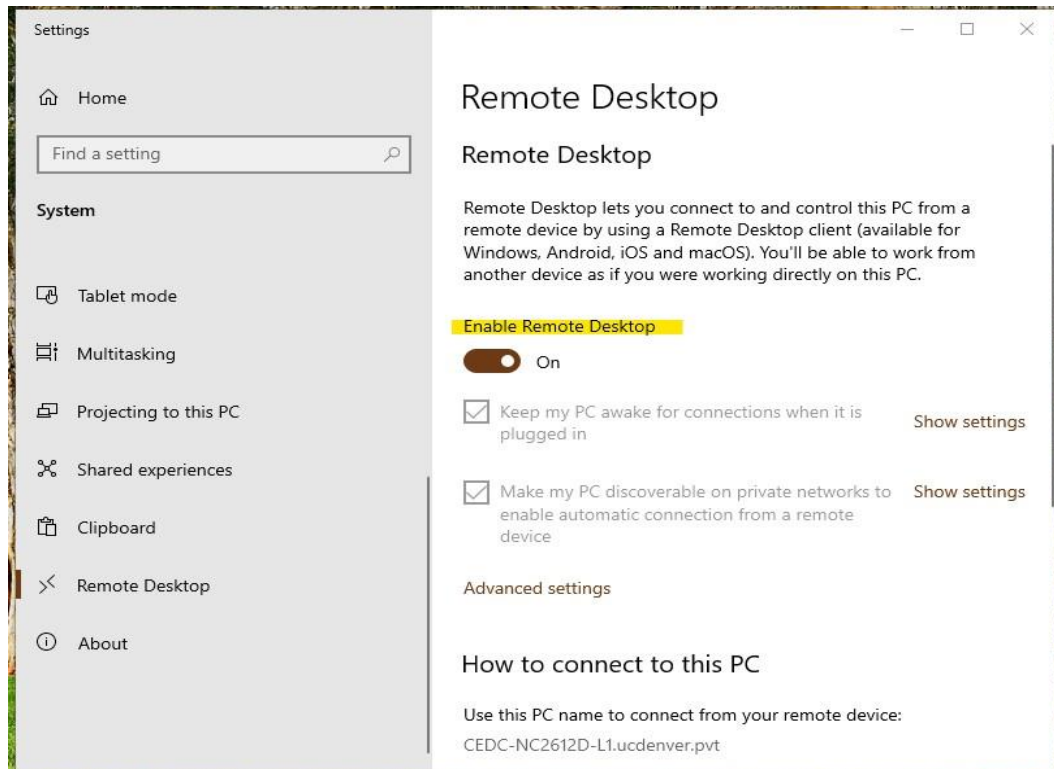 Settings
Home
Find a setting
System
Tablet mode
Multitasking
Projecting to this PC
Shared experiences
Clipboard
Remote Desktop
About
Remote Desktop
Remote Desktop
Remote Desktop lets you connect to and control this PC from a
remote device by using a Remote Desktop client (available for
Windows, Android, iOS and macOS). You'll be able to work from
another device as if you were working directly on this PC.
Enable Remote Desktop
On
Keep my PC awake for connections when it is
plugged in
Show settings
Make my PC discoverable on private networks to
enable automatic connection from a remote
device
Show settings
Advanced settings
How to connect to this PC
Use this PC name to connect from your remote device:
CEDC-NC2612D-L1.ucdenver.pvt